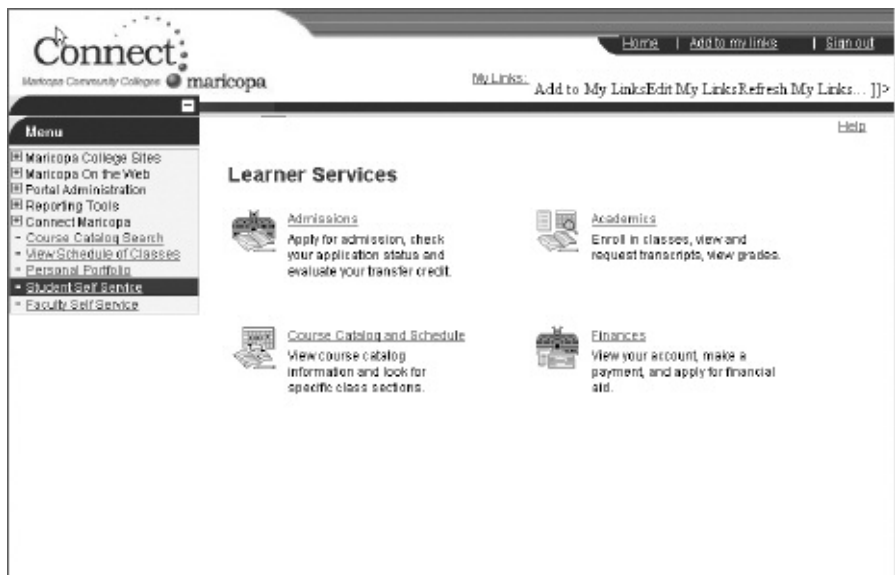 Connect:
Maricopa Community Colleges maricopa
Home | Add to my links | Sign out
My Links: Add to My LinksEdit My LinksRefresh My Links... ]]>
Menu
Help
Maricopa College Sites
Maricopa On the Web
Portal Administration
Reporting Tools
Connect Maricopa
- Course Catalog Search
- View Schedule of Classes
- Personal Portfolio
- Student Self Service
- Faculty Self Service
Learner Services
Admissions
Apply for admission, check
your application status and
evaluate your transfer credit.
Academics
Enroll in classes, view and
request transcripts, view grades.
Course Catalog and Schedule
View course catalog
information and look for
specific class sections.
Finances
View your account, make a
payment, and apply for financial
aid.